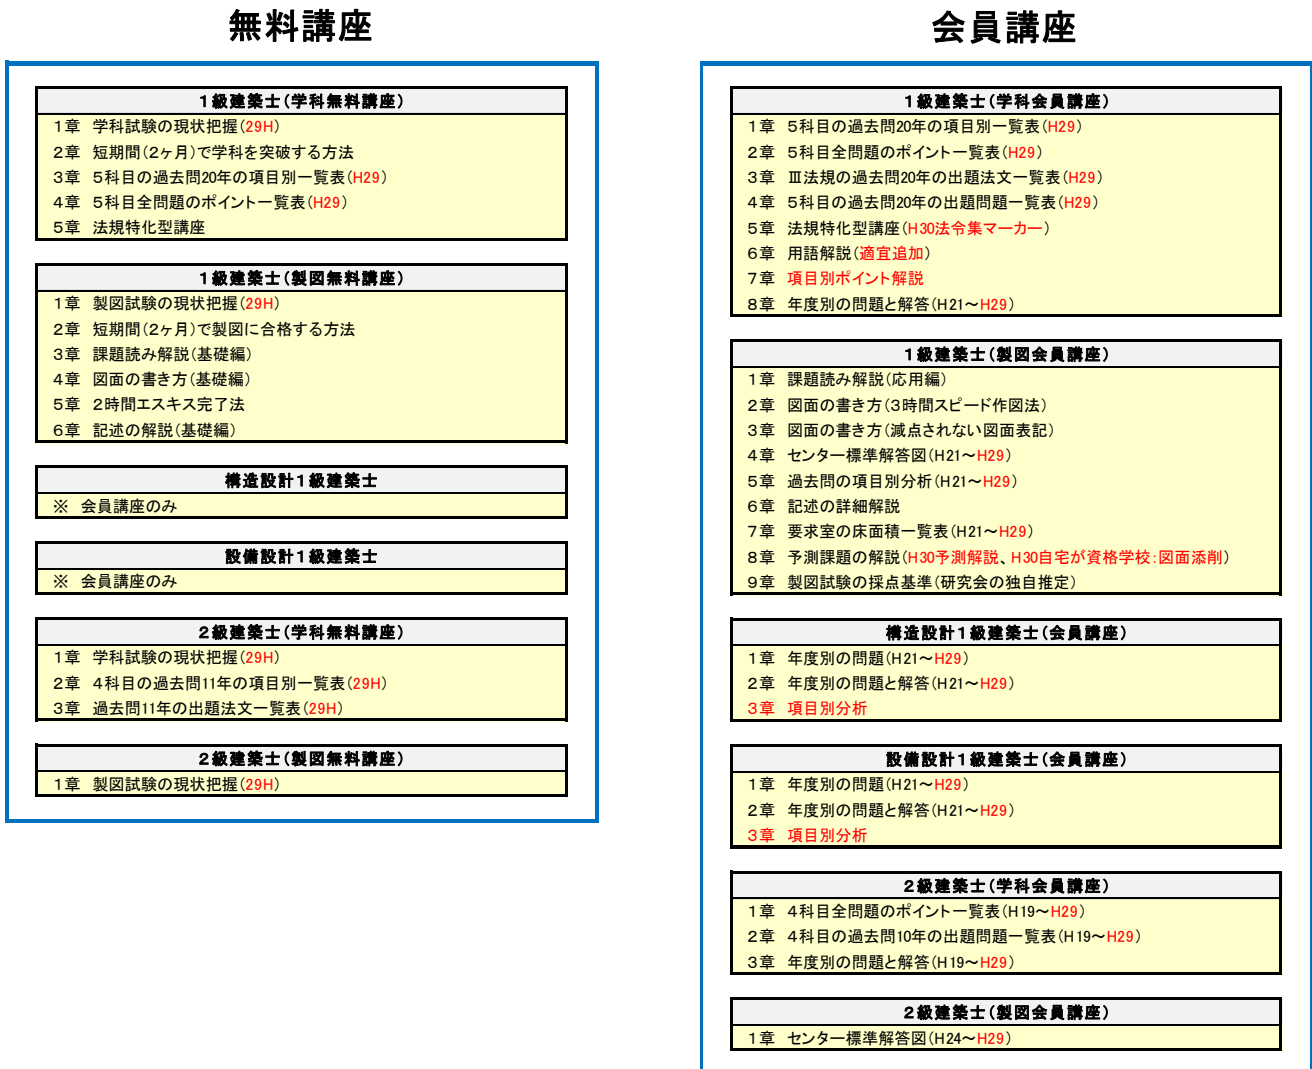 無料講座
1級建築士(学科無料講座)
1章 学科試験の現状把握(29H)
2章 短期間(2ヶ月)で学科を突破する方法
3章 5科目の過去問20年の項目別一覧表(H29)
4章 5科目全問題のポイント一覧表(H29)
5章 法規特化型講座
1級建築士(製図無料講座)
1章 製図試験の現状把握(29H)
2章 短期間(2ヶ月)で製図に合格する方法
3章 課題読み解説(基礎編)
4章 図面の書き方(基礎編)
5章 2時間エスキス完了法
6章 記述の解説(基礎編)
構造設計1級建築士
※ 会員講座のみ
設備設計1級建築士
※ 会員講座のみ
2級建築士(学科無料講座)
1章 学科試験の現状把握(29H)
2章 4科目の過去問11年の項目別一覧表(29H)
3章 過去問11年の出題法文一覧表(29H)
2級建築士(製図無料講座)
1章 製図試験の現状把握(29H)
会員講座
1級建築士(学科会員講座)
1章 5科目の過去問20年の項目別一覧表(H29)
2章 5科目全問題のポイント一覧表(H29)
3章 Ⅲ法規の過去問20年の出題法文一覧表(H29)
4章 5科目の過去問20年の出題問題一覧表(H29)
5章 法規特化型講座(H30法令集マーカー)
6章 用語解説(適宜追加)
7章 項目別ポイント解説
8章 年度別の問題と解答(H21～H29)
1級建築士(製図会員講座)
1章 課題読み解説(応用編)
2章 図面の書き方(3時間スピード作図法)
3章 図面の書き方(減点されない図面表記)
4章 センター標準解答図(H21～H29)
5章 過去問の項目別分析(H21～H29)
6章 記述の詳細解説
7章 要求室の床面積一覧表(H21～H29)
8章 予測課題の解説(H30予測解説、H30自宅が資格学校:図面添削)
9章 製図試験の採点基準(研究会の独自推定)
構造設計1級建築士(会員講座)
1章 年度別の問題(H21～H29)
2章 年度別の問題と解答(H21～H29)
3章 項目別分析
設備設計1級建築士(会員講座)
1章 年度別の問題(H21～H29)
2章 年度別の問題と解答(H21～H29)
3章 項目別分析
2級建築士(学科会員講座)
1章 4科目全問題のポイント一覧表(H19～H29)
2章 4科目の過去問10年の出題問題一覧表(H19～H29)
3章 年度別の問題と解答(H19～H29)
2級建築士(製図会員講座)
1章 センター標準解答図(H24～H29)